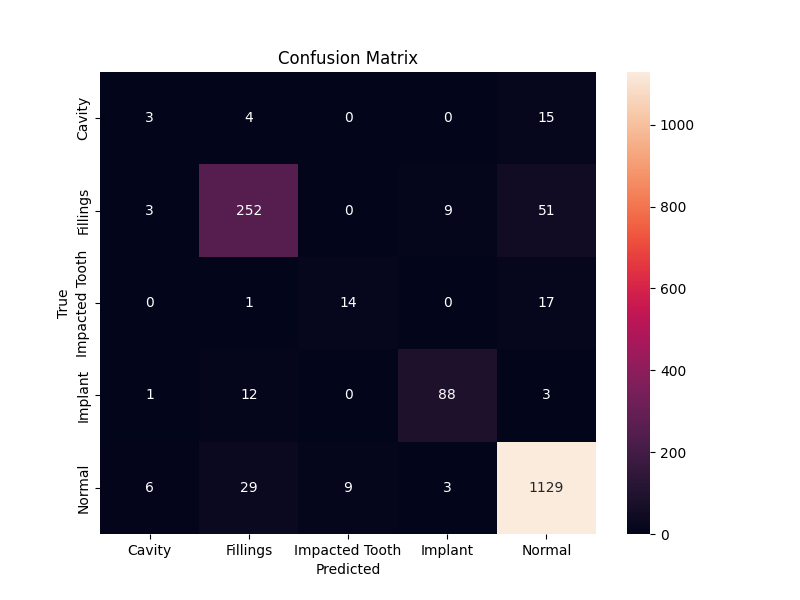 Confusion Matrix
Cavity 3 4 0 0 15
Fillings 3 252 0 9 51
Impacted Tooth 0 1 14 0 17
Implant 1 12 0 88 3
Normal 6 29 9 3 1129
True
Cavity Fillings Impacted Tooth Implant Normal
Predicted
1000
800
600
400
200
0